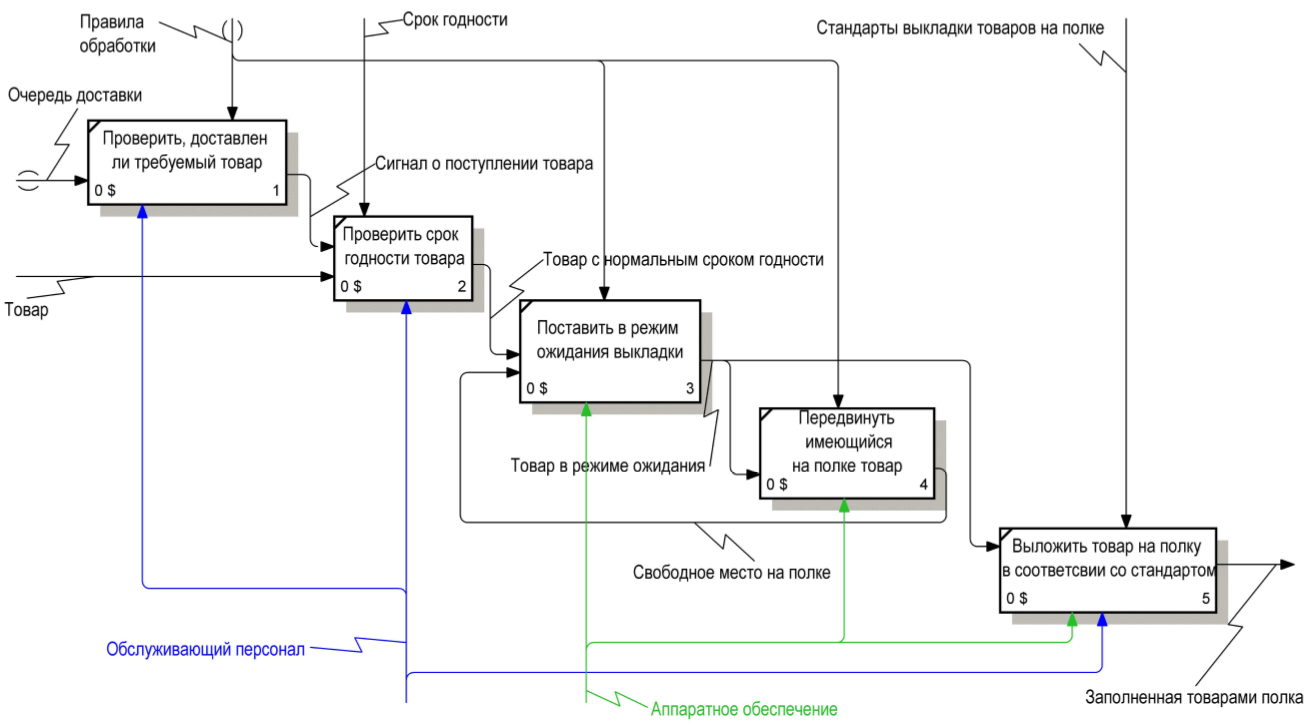 Правила
обработки
Срок годности
Стандарты выкладки товаров на полке
Очередь доставки
Проверить, доставлен
ли требуемый товар
0 $ 1
Сигнал о поступлении товара
Проверить срок
годности товара
0 $ 2
Товар
Товар с нормальным сроком годности
Поставить в режим
ожидания выкладки
0 $ 3
Передвинуть
имеющийся
на полке товар
0 $ 4
Товар в режиме ожидания
Свободное место на полке
Выложить товар на полку
в соответсвии со стандартом
0 $ 5
Обслуживающий персонал
Аппаратное обеспечение
Заполненная товарами полка